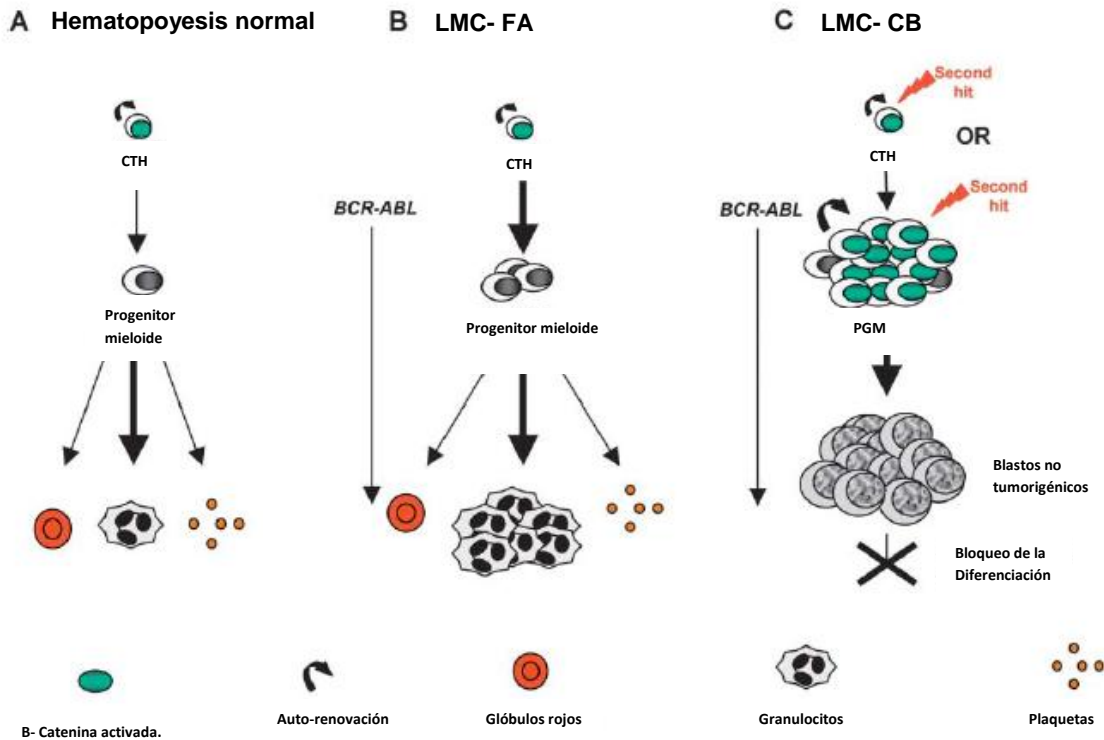 A Hematopoyesis normal
CTH
Progenitor
mieloide
B LMC- FA
CTH
BCR-ABL
Progenitor mieloide
C LMC- CB
Second
hit
CTH
OR
Second
hit
BCR-ABL
PGM
Blastos no
tumorigénicos
Bloqueo de la
Diferenciación
B- Catenina activada.
Auto-renovación
Glóbulos rojos
Granulocitos
Plaquetas